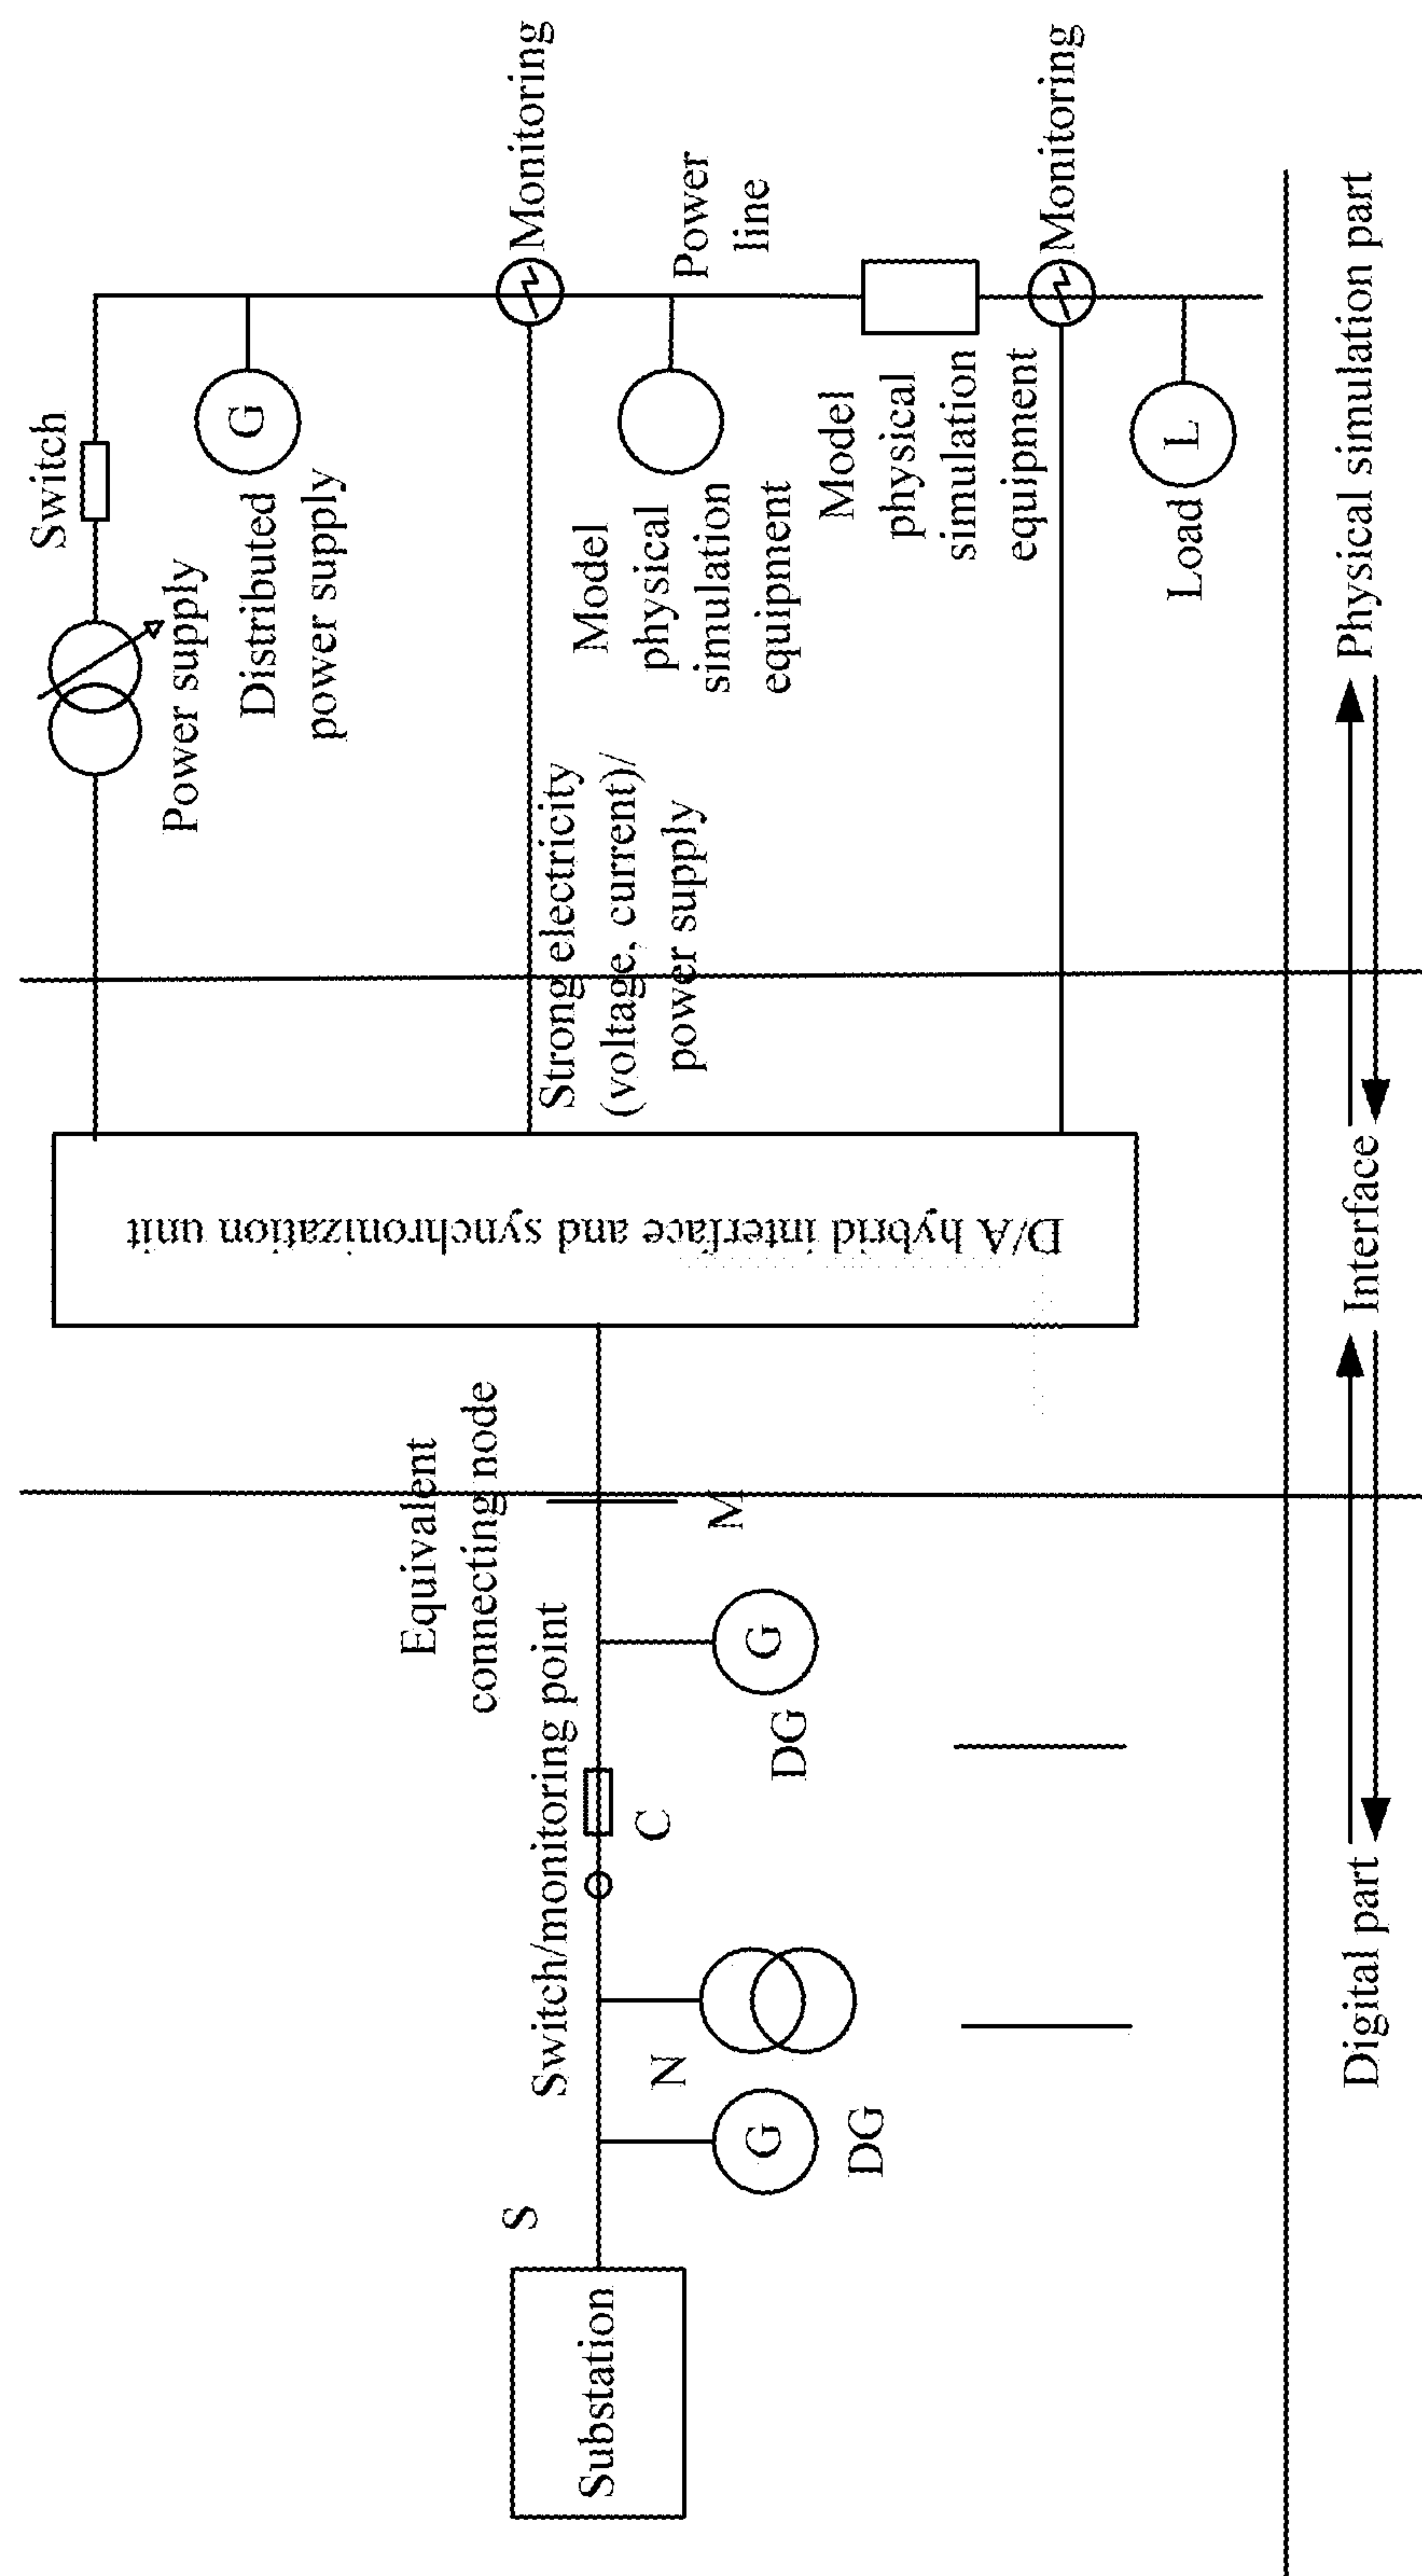 Substation
S
G
DG
N
Switch/monitoring point
C
G
DG
Equivalent
connecting node
M
D/A hybrid interface and synchronization unit
Strong electricity
(voltage, current)/
power supply
Power supply
Switch
G
Distributed
power supply
Monitoring
Model
physical
simulation
equipment
Power
line
Model
physical
simulation
equipment
Monitoring
L
Load
Digital part
Interface
Physical simulation part